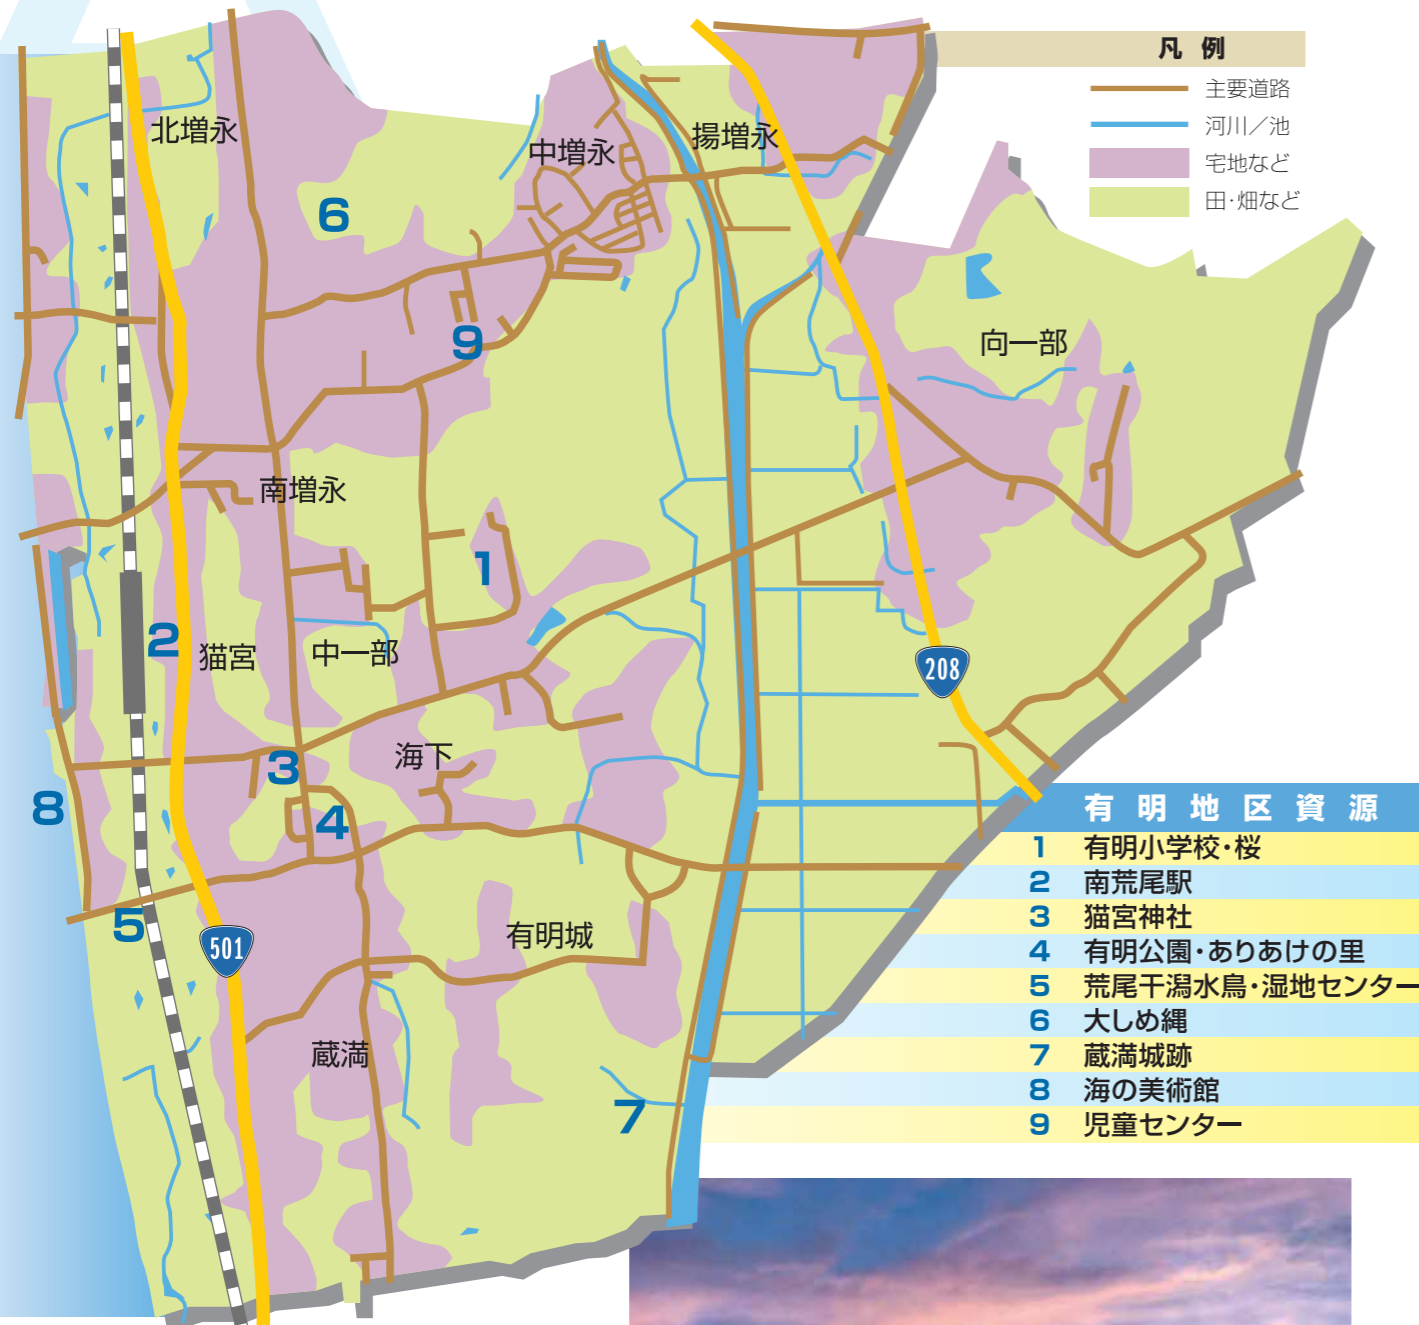 凡 例
主要道路
河川／池
宅地など
田・畑など
北増永
中増永
揚増永
6
向一部
9
南増永
1
2
猫宮
中一部
208
3
海下
8
4
5
501
有明城
蔵満
7
有明地区資源
1 有明小学校・桜
2 南荒尾駅
3 猫宮神社
4 有明公園・ありあけの里
5 荒尾干潟水鳥・湿地センター
6 大しめ縄
7 蔵満城跡
8 海の美術館
9 児童センター